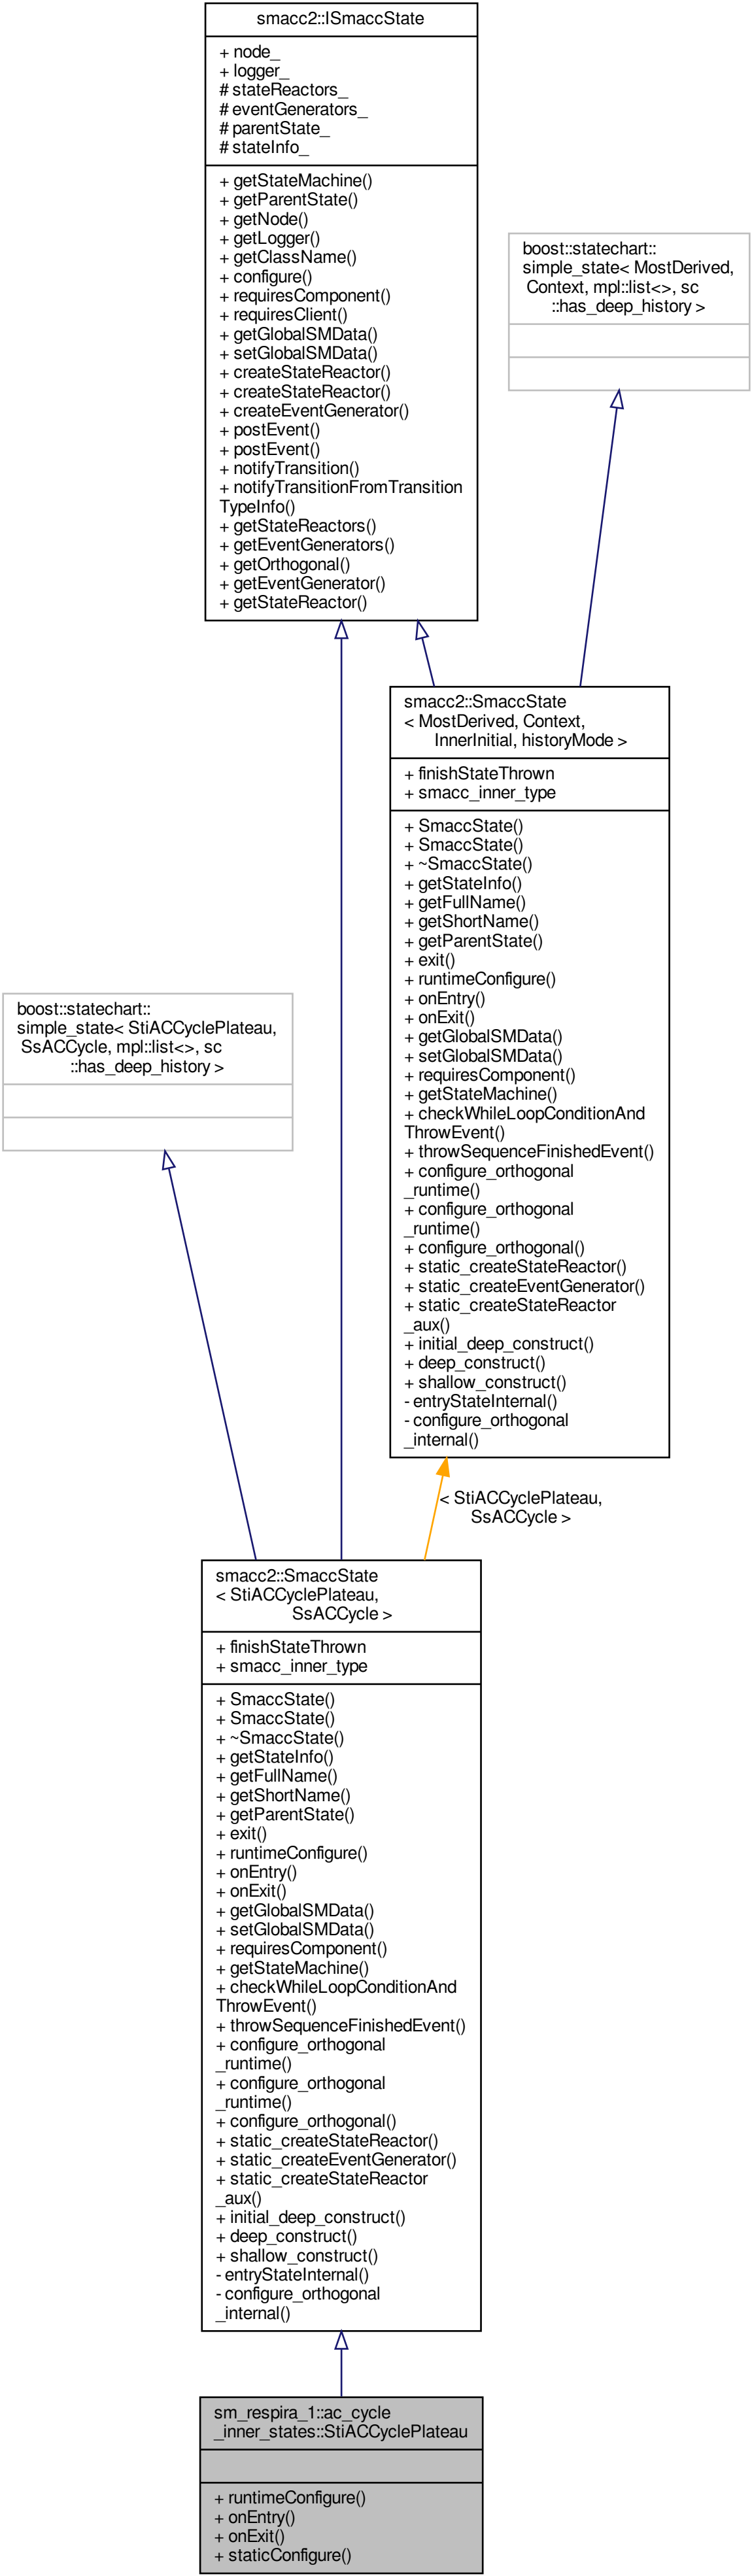 smacc2::ISmaccState
+ node_
+ logger_
# stateReactors_
# eventGenerators_
# parentState_
# stateInfo_
+ getStateMachine()
+ getParentState()
+ getNode()
+ getLogger()
+ getClassName()
+ configure()
+ requiresComponent()
+ requiresClient()
+ getGlobalSMData()
+ setGlobalSMData()
+ createStateReactor()
+ createStateReactor()
+ createEventGenerator()
+ postEvent()
+ postEvent()
+ notifyTransition()
+ notifyTransitionFromTransition
TypeInfo()
+ getStateReactors()
+ getEventGenerators()
+ getOrthogonal()
+ getEventGenerator()
+ getStateReactor()
boost::statechart::
simple_state< MostDerived,
Context, mpl::list<>, sc
::has_deep_history >
smacc2::SmaccState
< MostDerived, Context,
InnerInitial, historyMode >
+ finishStateThrown
+ smacc_inner_type
+ SmaccState()
+ SmaccState()
+ ~SmaccState()
+ getStateInfo()
+ getFullName()
+ getShortName()
+ getParentState()
+ exit()
+ runtimeConfigure()
+ onEntry()
+ onExit()
+ getGlobalSMData()
+ setGlobalSMData()
+ requiresComponent()
+ getStateMachine()
+ checkWhileLoopConditionAnd
ThrowEvent()
+ throwSequenceFinishedEvent()
+ configure_orthogonal
_runtime()
+ configure_orthogonal
_runtime()
+ configure_orthogonal()
+ static_createStateReactor()
+ static_createEventGenerator()
+ static_createStateReactor
_aux()
+ initial_deep_construct()
+ deep_construct()
+ shallow_construct()
- entryStateInternal()
- configure_orthogonal
_internal()
boost::statechart::
simple_state< StiACCyclePlateau,
SsACCycle, mpl::list<>, sc
::has_deep_history >
< StiACCyclePlateau,
SsACCycle >
smacc2::SmaccState
< StiACCyclePlateau,
SsACCycle >
+ finishStateThrown
+ smacc_inner_type
+ SmaccState()
+ SmaccState()
+ ~SmaccState()
+ getStateInfo()
+ getFullName()
+ getShortName()
+ getParentState()
+ exit()
+ runtimeConfigure()
+ onEntry()
+ onExit()
+ getGlobalSMData()
+ setGlobalSMData()
+ requiresComponent()
+ getStateMachine()
+ checkWhileLoopConditionAnd
ThrowEvent()
+ throwSequenceFinishedEvent()
+ configure_orthogonal
_runtime()
+ configure_orthogonal
_runtime()
+ configure_orthogonal()
+ static_createStateReactor()
+ static_createEventGenerator()
+ static_createStateReactor
_aux()
+ initial_deep_construct()
+ deep_construct()
+ shallow_construct()
- entryStateInternal()
- configure_orthogonal
_internal()
sm_respira_1::ac_cycle
_inner_states::StiACCyclePlateau
+ runtimeConfigure()
+ onEntry()
+ onExit()
+ staticConfigure()